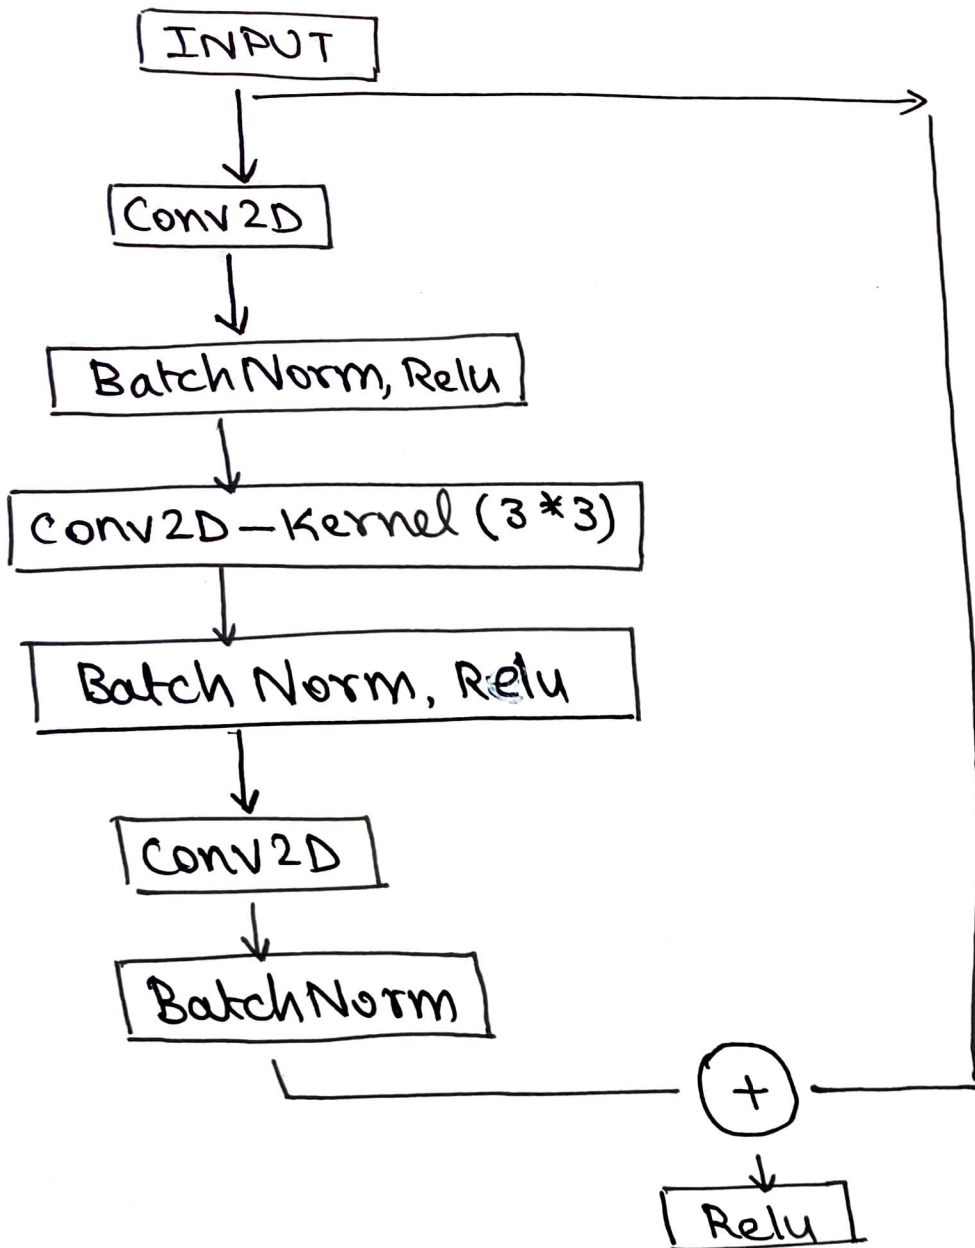 INPUT
Conv2D
BatchNorm, Relu
Conv2D-Kernel (3*3)
Batch Norm, Relu
Conv2D
BatchNorm
+
Relu